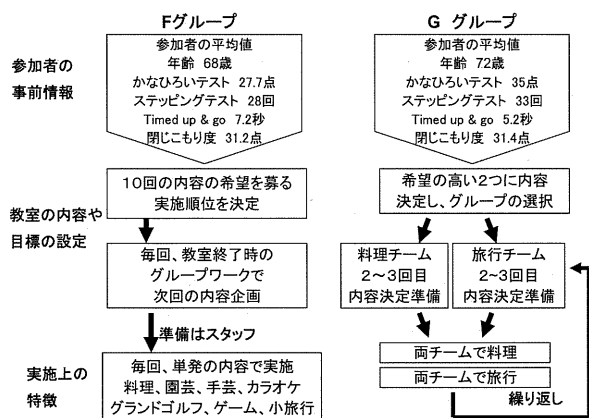 Fグループ
G グループ
参加者の
事前情報
参加者の平均値
年齢 68歳
かなひろいテスト 27.7点
ステッピングテスト 28回
Timed up & go 7.2秒
閉じこもり度 31.2点
参加者の平均値
年齢 72歳
かなひろいテスト 35点
ステッピングテスト 33回
Timed up & go 5.2秒
閉じこもり度 31.4点
教室の内容や
目標の設定
10回の内容の希望を募る
実施順位を決定
希望の高い2つに内容
決定し、グループの選択
毎回、教室終了時の
グループワークで
次回の内容企画
料理チーム
2~3回目
内容決定準備
旅行チーム
2~3回目
内容決定準備
準備はスタッフ
実施上の
特徴
毎回、単発の内容で実施
料理、園芸、手芸、カラオケ
グランドゴルフ、ゲーム、小旅行
両チームで料理
両チームで旅行
繰り返し